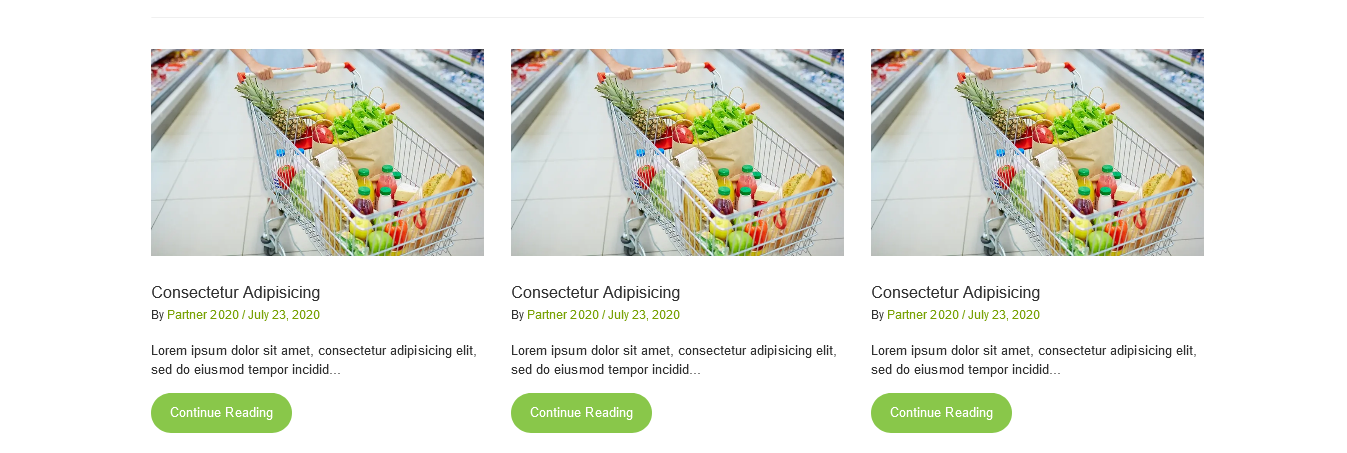 Consectetur Adipisicing
By Partner 2020 / July 23, 2020
Lorem ipsum dolor sit amet, consectetur adipisicing elit,
sed do eiusmod tempor incidid...
Continue Reading
Consectetur Adipisicing
By Partner 2020 / July 23, 2020
Lorem ipsum dolor sit amet, consectetur adipisicing elit,
sed do eiusmod tempor incidid...
Continue Reading
Consectetur Adipisicing
By Partner 2020 / July 23, 2020
Lorem ipsum dolor sit amet, consectetur adipisicing elit,
sed do eiusmod tempor incidid...
Continue Reading